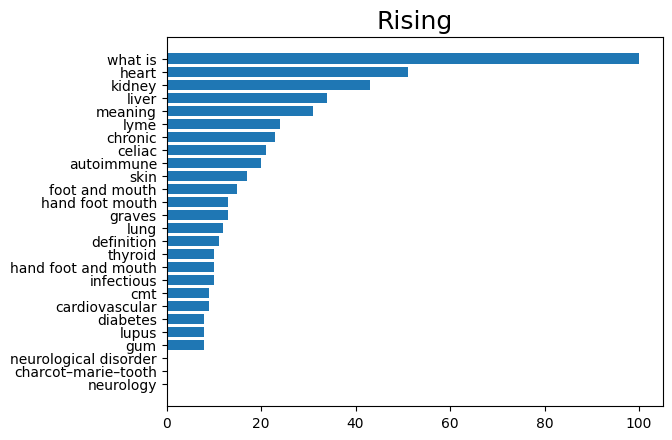 Rising
what is
heart
kidney
liver
meaning
lyme
chronic
celiac
autoimmune
skin
foot and mouth
hand foot mouth
graves
lung
definition
thyroid
hand foot and mouth
infectious
cmt
cardiovascular
diabetes
lupus
gum
neurological disorder
charcot–marie–tooth
neurology
0 20 40 60 80 100